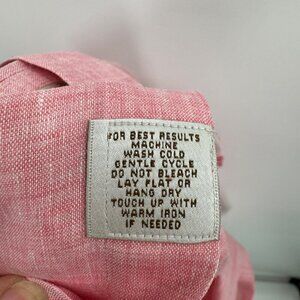 FOR BEST RESULTS
MACHINE
WASH COLD
GENTLE CYCLE
DO NOT BLEACH
LAY FLAT OR
HANG DRY
TOUCH UP WITH
WARM IRON
IF NEEDED